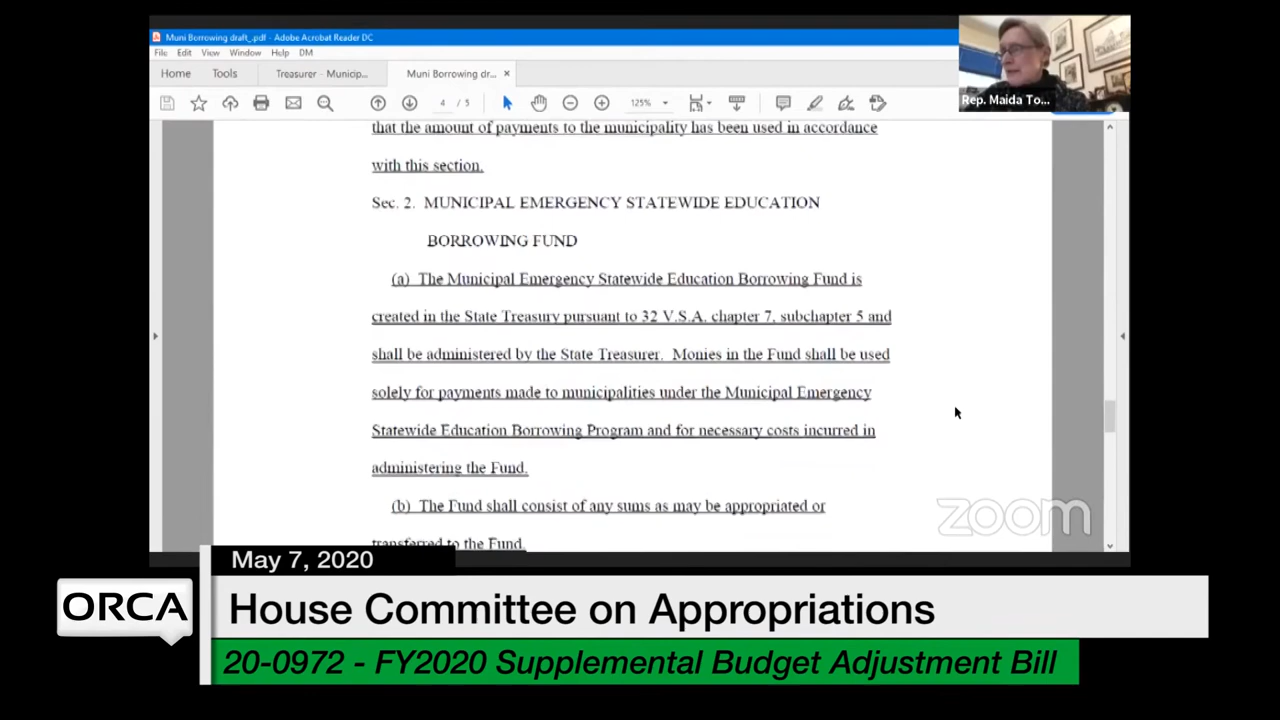 Muni Borrowing draft_.pdf - Adobe Acrobat Reader DC
File Edit View Window Help DM
Home Tools Treasurer - Municip... Muni Borrowing dr... ×
4 / 5 125%
Rep. Maida To...
that the amount of payments to the municipality has been used in accordance
with this section.
Sec. 2. MUNICIPAL EMERGENCY STATEWIDE EDUCATION
BORROWING FUND
(a) The Municipal Emergency Statewide Education Borrowing Fund is
created in the State Treasury pursuant to 32 V.S.A. chapter 7, subchapter 5 and
shall be administered by the State Treasurer. Monies in the Fund shall be used
solely for payments made to municipalities under the Municipal Emergency
Statewide Education Borrowing Program and for necessary costs incurred in
administering the Fund.
(b) The Fund shall consist of any sums as may be appropriated or
transferred to the Fund.
zoom
May 7, 2020
ORCA
House Committee on Appropriations
20-0972 - FY2020 Supplemental Budget Adjustment Bill